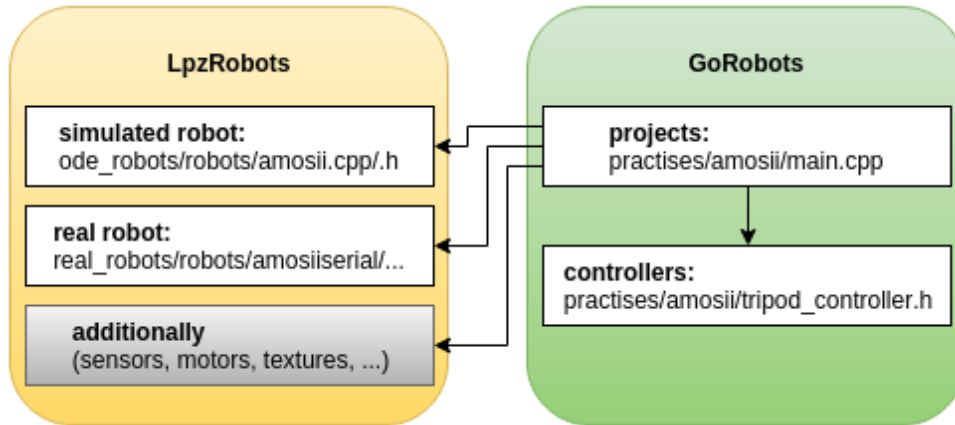 LpzRobots
simulated robot:
ode_robots/robots/amosii.cpp/.h
real robot:
real_robots/robots/amosiiserial/...
additionally
(sensors, motors, textures, ...)
GoRobots
projects:
practises/amosii/main.cpp
controllers:
practises/amosii/tripod_controller.h